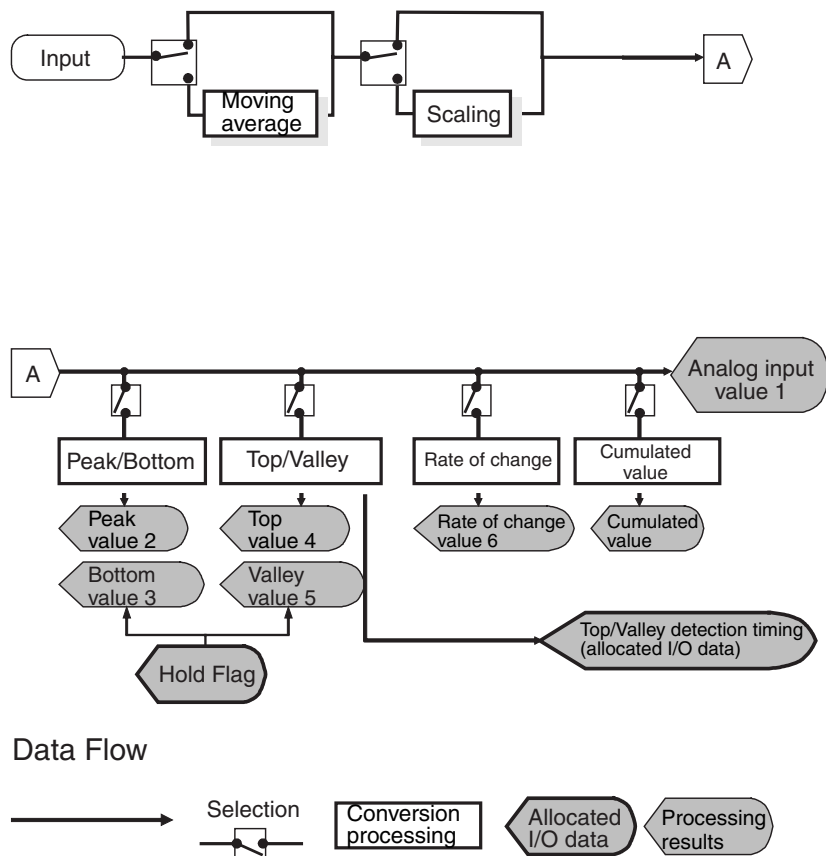 Input
A
Moving
average
Scaling
A
Analog input
value 1
Peak/Bottom
Top/Valley
Rate of change
Cumulated
value
Peak
value 2
Top
value 4
Rate of change
value 6
Cumulated
value
Bottom
value 3
Valley
value 5
Top/Valley detection timing
(allocated I/O data)
Hold Flag
Data Flow
Selection
Conversion
processing
Allocated
I/O data
Processing
results